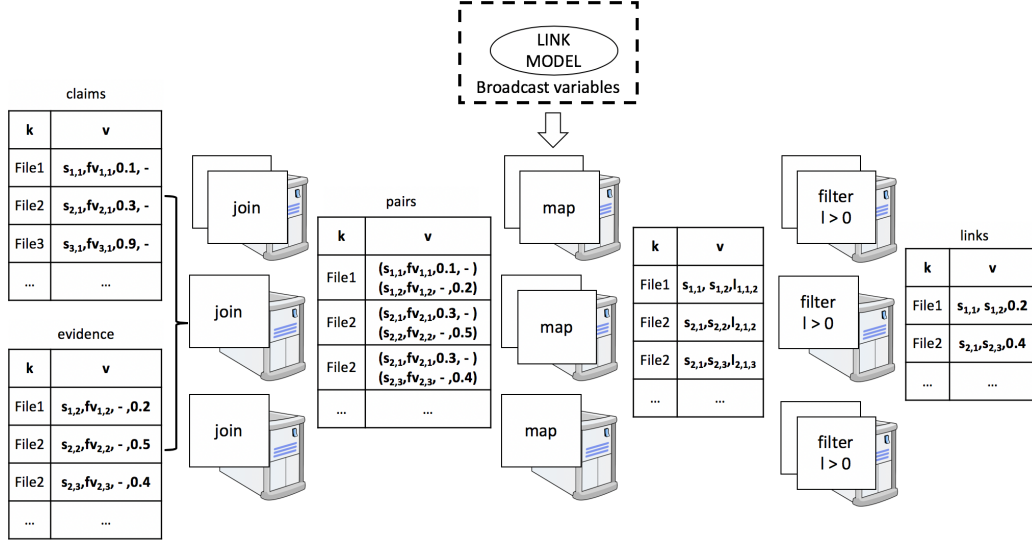 LINK
MODEL
Broadcast variables
claims
k v
File1 s1,1,fv1,1,0.1, -
File2 s2,1,fv2,1,0.3, -
File3 s3,1,fv3,1,0.9, -
... ...
evidence
k v
File1 s1,2,fv1,2, - ,0.2
File2 s2,2,fv2,2, - ,0.5
File2 s2,3,fv2,3, - ,0.4
... ...
join
join
join
pairs
k v
File1 (s1,1,fv1,1,0.1, - )
(s1,2,fv1,2, - ,0.2)
File2 (s2,1,fv2,1,0.3, - )
(s2,2,fv2,2, - ,0.5)
File2 (s2,1,fv2,1,0.3, - )
(s2,3,fv2,3, - ,0.4)
... ...
map
map
map
k v
File1 s1,1, s1,2,l1,1,2
File2 s2,1,s2,2,l2,1,2
File2 s2,1,s2,3,l2,1,3
... ...
filter
l > 0
filter
l > 0
filter
l > 0
links
k v
File1 s1,1, s1,2,0.2
File2 s2,1,s2,3,0.4
... ...